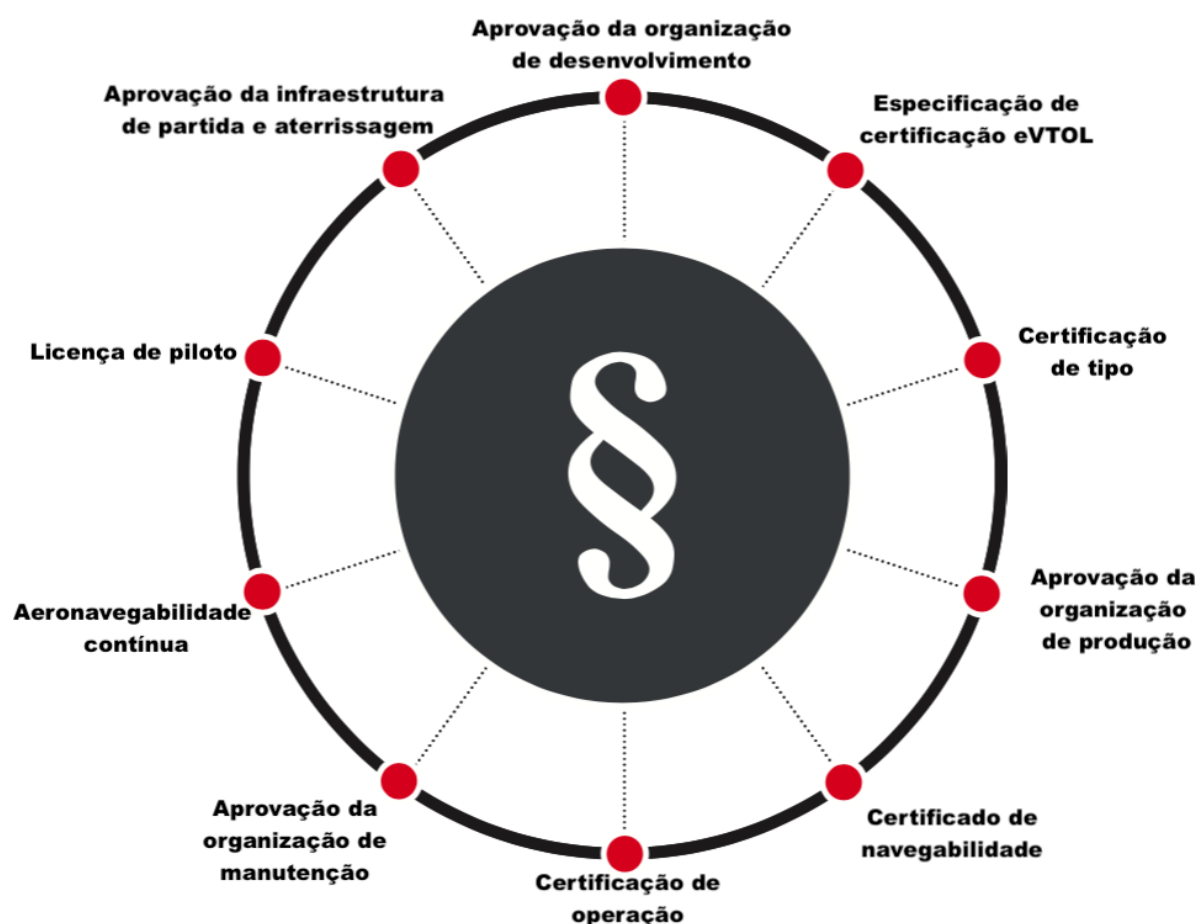 Aprovação da organização
de desenvolvimento
Especificação de
certificação eVTOL
Certificação
de tipo
Aprovação da
organização
de produção
Certificado de
navegabilidade
Certificação de
operação
Aprovação da
organização de
manutenção
Aeronavegabilidade
contínua
Licença de piloto
Aprovação da infraestrutura
de partida e aterrissagem
§